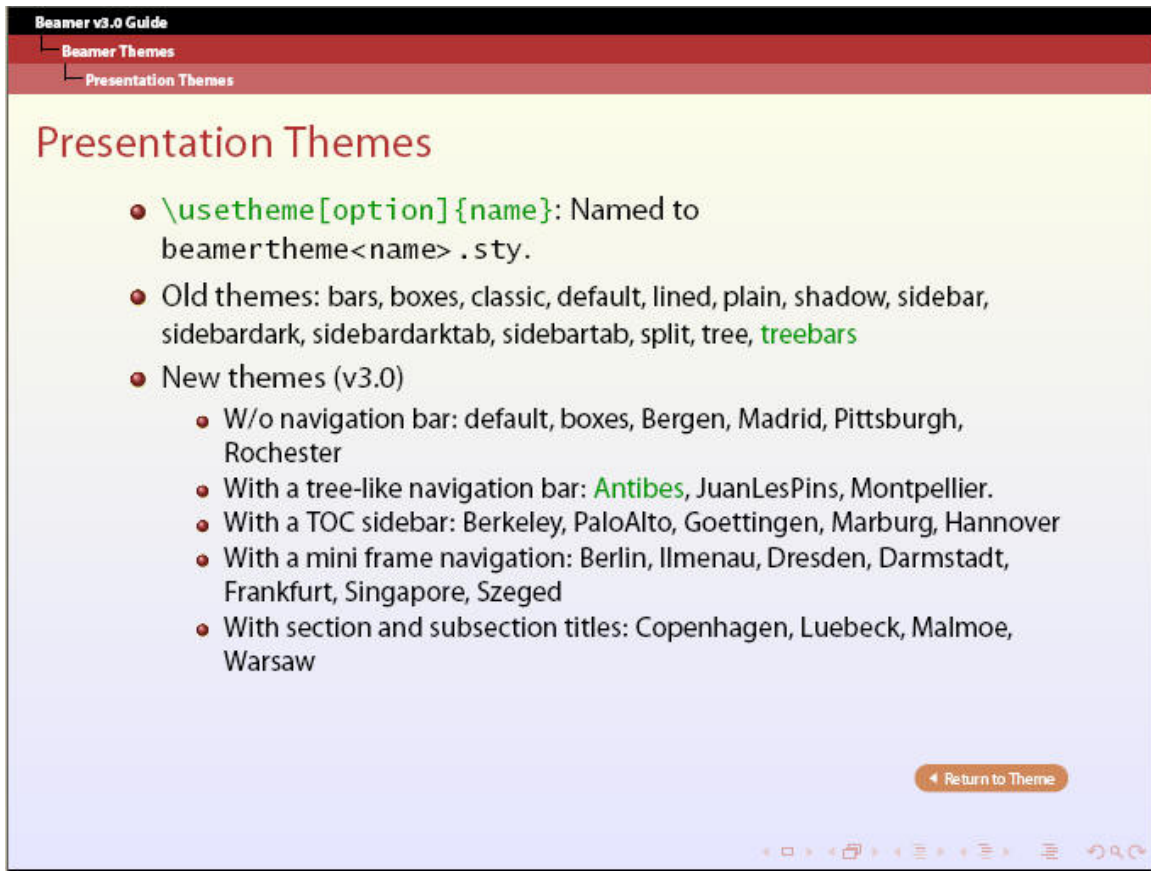 Beamer v3.0 Guide
Beamer Themes
Presentation Themes
Presentation Themes
\usetheme[option]{name}: Named to
beamertheme<name>.sty.
Old themes: bars, boxes, classic, default, lined, plain, shadow, sidebar,
sidebardark, sidebardarktab, sidebartab, split, tree, treebars
New themes (v3.0)
W/o navigation bar: default, boxes, Bergen, Madrid, Pittsburgh,
Rochester
With a tree-like navigation bar: Antibes, JuanLesPins, Montpellier.
With a TOC sidebar: Berkeley, PaloAlto, Goettingen, Marburg, Hannover
With a mini frame navigation: Berlin, Ilmenau, Dresden, Darmstadt,
Frankfurt, Singapore, Szeged
With section and subsection titles: Copenhagen, Luebeck, Malmoe,
Warsaw
Return to Theme